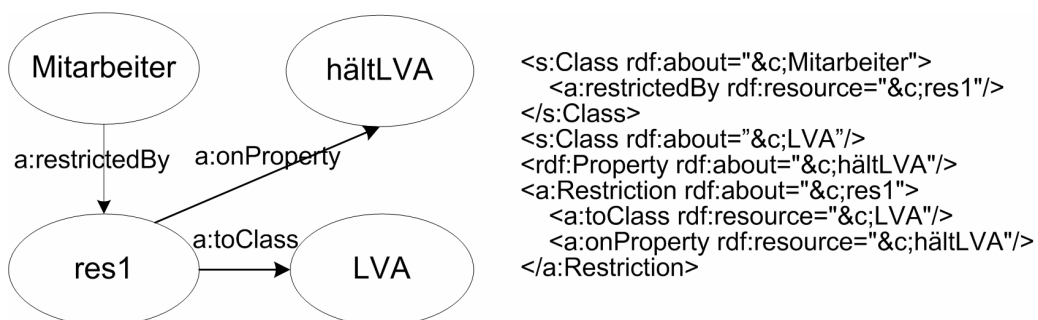 Mitarbeiter
hältLVA
a:restrictedBy
a:onProperty
a:toClass
res1
LVA
<s:Class rdf:about="&c;Mitarbeiter">
<a:restrictedBy rdf:resource="&c;res1"/>
</s:Class>
<s:Class rdf:about=”&c;LVA”/>
<rdf:Property rdf:about="&c;hältLVA"/>
<a:Restriction rdf:about="&c;res1">
<a:toClass rdf:resource="&c;LVA"/>
<a:onProperty rdf:resource="&c;hältLVA"/>
</a:Restriction>